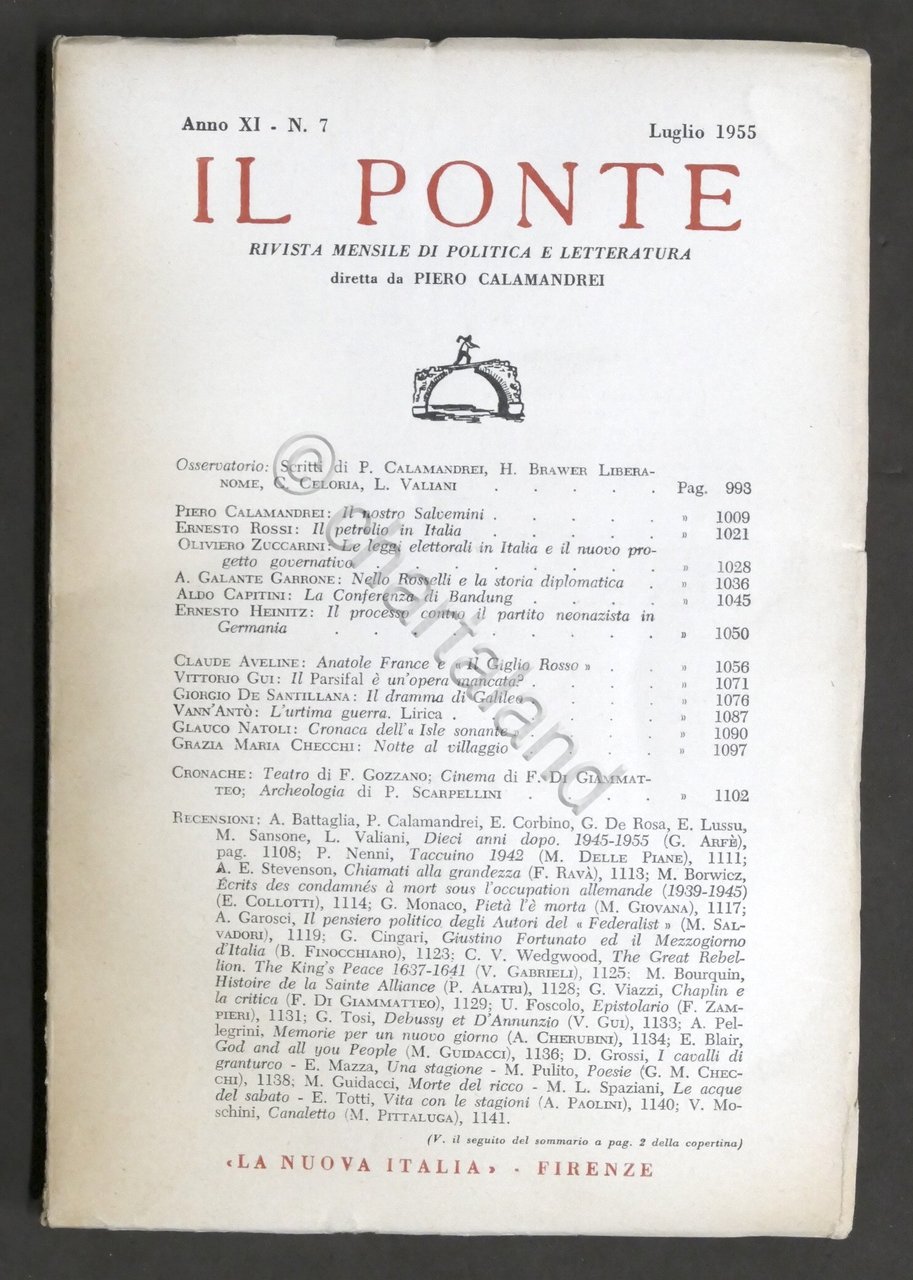 Anno XI - N. 7
Luglio 1955
IL PONTE
RIVISTA MENSILE DI POLITICA E LETTERATURA
diretta da PIERO CALAMANDREI
Osservatorio: Scritti di P. CALAMANDREI, H. BRAWER LIBERA-
NOME, C. CELORIA, L. VALIANI . . . . . Pag. 993
PIERO CALAMANDREI: Il nostro Salvemini . . . . . » 1009
ERNESTO ROSSI: Il petrolio in Italia . . . . . » 1021
OLIVIERO ZUCCARINI: Le leggi elettorali in Italia e il nuovo pro-
getto governativo . . . . . . . . » 1028
A. GALANTE GARRONE: Nello Rosselli e la storia diplomatica . » 1036
ALDO CAPITINI: La Conferenza di Bandung . . . . » 1045
ERNESTO HEINITZ: Il processo contro il partito neonazista in
Germania . . . . . . . . . » 1050
CLAUDE AVELINE: Anatole France e « Il Giglio Rosso » . . » 1056
VITTORIO GUI: Il Parsifal è un'opera mancata? . . . . » 1071
GIORGIO DE SANTILLANA: Il dramma di Galileo . . . . » 1076
VANN'ANTÒ: L'urtima guerra. Lirica . . . . . . » 1087
GLAUCO NATOLI: Cronaca dell'« Isle sonante » . . . . » 1090
GRAZIA MARIA CHECCHI: Notte al villaggio . . . . » 1097
CRONACHE: Teatro di F. GOZZANO; Cinema di F. DI GIAMMAT-
TEO; Archeologia di P. SCARPELLINI . . . . » 1102
RECENSIONI: A. Battaglia, P. Calamandrei, E. Corbino, G. De Rosa, E. Lussu,
M. Sansone, L. Valiani, Dieci anni dopo. 1945-1955 (G. ARFÈ),
pag. 1108; P. Nenni, Taccuino 1942 (M. DELLE PIANE), 1111;
A. E. Stevenson, Chiamati alla grandezza (F. RAVÀ), 1113; M. Borwicz,
Écrits des condamnés à mort sous l'occupation allemande (1939-1945)
(E. COLLOTTI), 1114; G. Monaco, Pietà l'è morta (M. GIOVANA), 1117;
A. Garosci, Il pensiero politico degli Autori del « Federalist » (M. SAL-
VADORI), 1119; G. Cingari, Giustino Fortunato ed il Mezzogiorno
d'Italia (B. FINOCCHIARO), 1123; C. V. Wedgwood, The Great Rebel-
lion. The King's Peace 1637-1641 (V. GABRIELI), 1125; M. Bourquin,
Histoire de la Sainte Alliance (P. ALATRI), 1128; G. Viazzi, Chaplin e
la critica (F. DI GIAMMATTEO), 1129; U. Foscolo, Epistolario (F. ZAM-
PIERI), 1131; G. Tosi, Debussy et D'Annunzio (V. GUI), 1133; A. Pel-
legrini, Memorie per un nuovo giorno (A. CHERUBINI), 1134; E. Blair,
God and all you People (M. GUIDACCI), 1136; D. Grossi, I cavalli di
granturco - E. Mazza, Una stagione - M. Pulito, Poesie (G. M. CHEC-
CHI), 1138; M. Guidacci, Morte del ricco - M. L. Spaziani, Le acque
del sabato - E. Totti, Vita con le stagioni (A. PAOLINI), 1140; V. Mo-
schini, Canaletto (M. PITTALUGA), 1141.
(V. il seguito del sommario a pag. 2 della copertina)
«LA NUOVA ITALIA» - FIRENZE
© chartaland